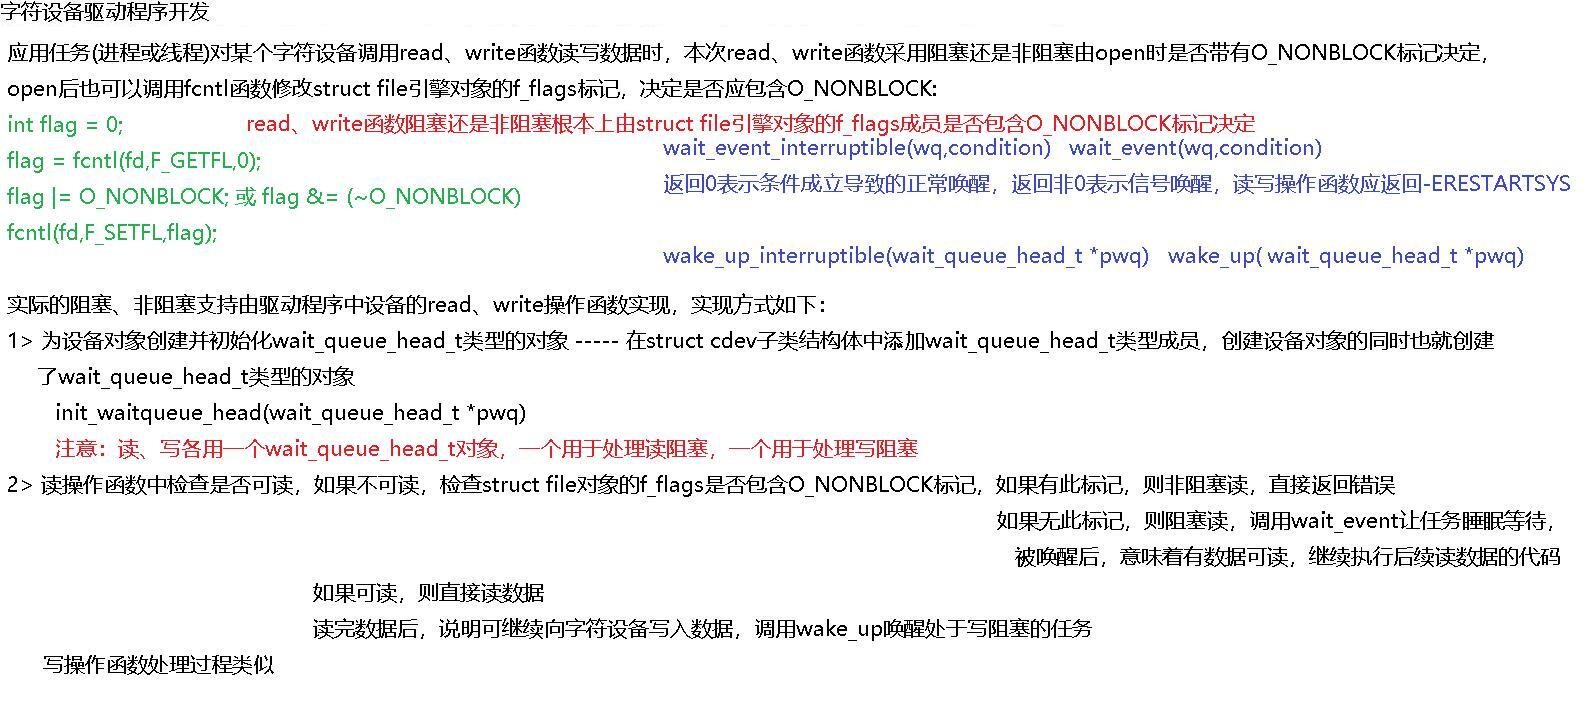 字符设备驱动程序开发
应用任务(进程或线程)对某个字符设备调用read、write函数读写数据时，本次read、write函数采用阻塞还是非阻塞由open时是否带有O_NONBLOCK标记决定，
open后也可以调用fcntl函数修改struct file引擎对象的f_flags标记，决定是否应包含O_NONBLOCK:
int flag = 0;
read、write函数阻塞还是非阻塞根本上由struct file引擎对象的f_flags成员是否包含O_NONBLOCK标记决定
flag = fcntl(fd,F_GETFL,0);
flag |= O_NONBLOCK; 或 flag &= (~O_NONBLOCK)
fcntl(fd,F_SETFL,flag);
wait_event_interruptible(wq,condition) wait_event(wq,condition)
返回0表示条件成立导致的正常唤醒，返回非0表示信号唤醒，读写操作函数应返回-ERESTARTSYS
wake_up_interruptible(wait_queue_head_t *pwq) wake_up( wait_queue_head_t *pwq)
实际的阻塞、非阻塞支持由驱动程序中设备的read、write操作函数实现，实现方式如下：
1> 为设备对象创建并初始化wait_queue_head_t类型的对象 ----- 在struct cdev子类结构体中添加wait_queue_head_t类型成员，创建设备对象的同时也就创建
了wait_queue_head_t类型的对象
init_waitqueue_head(wait_queue_head_t *pwq)
注意：读、写各用一个wait_queue_head_t对象，一个用于处理读阻塞，一个用于处理写阻塞
2> 读操作函数中检查是否可读，如果不可读，检查struct file对象的f_flags是否包含O_NONBLOCK标记，如果有此标记，则非阻塞读，直接返回错误
如果无此标记，则阻塞读，调用wait_event让任务睡眠等待，
被唤醒后，意味着有数据可读，继续执行后续读数据的代码
如果可读，则直接读数据
读完数据后，说明可继续向字符设备写入数据，调用wake_up唤醒处于写阻塞的任务
写操作函数处理过程类似